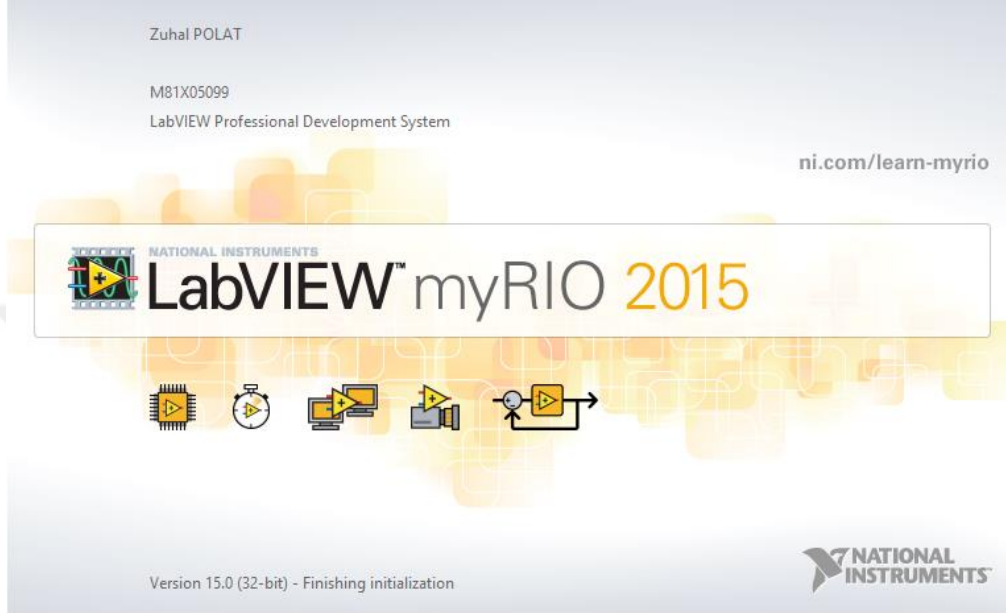 Zuhal POLAT
M81X05099
LabVIEW Professional Development System
ni.com/learn-myrio
NATIONAL INSTRUMENTS
LabVIEW™ myRIO 2015
Version 15.0 (32-bit) - Finishing initialization
NATIONAL
INSTRUMENTS™